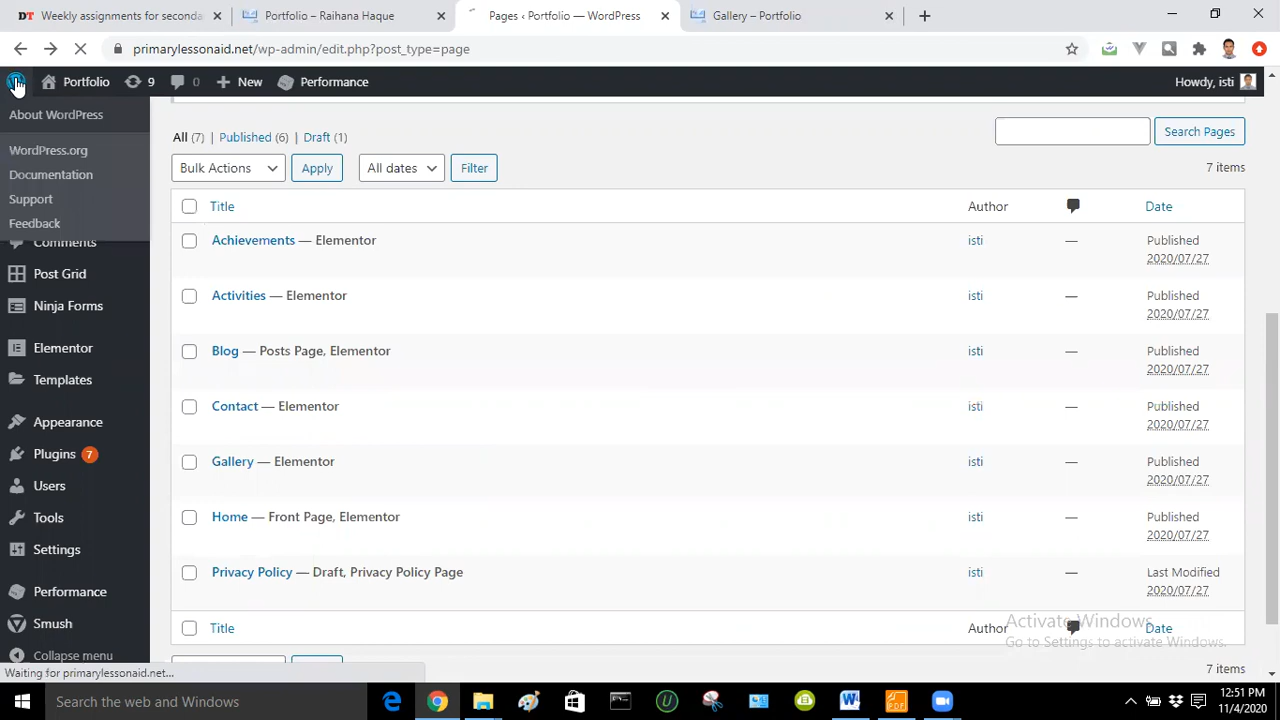 Weekly assignments for seconda
Portfolio – Raihana Haque
Pages ‹ Portfolio — WordPress
Gallery – Portfolio
primarylessonaid.net/wp-admin/edit.php?post_type=page
Portfolio 9 0 New Performance
Howdy, isti
About WordPress
WordPress.org
Documentation
Support
Feedback
Comments
Post Grid
Ninja Forms
Elementor
Templates
Appearance
Plugins 7
Users
Tools
Settings
Performance
Smush
Collapse menu
All (7) | Published (6) | Draft (1)
Search Pages
Bulk Actions Apply All dates Filter
7 items
Title Author Date
Achievements — Elementor isti — Published
2020/07/27
Activities — Elementor isti — Published
2020/07/27
Blog — Posts Page, Elementor isti — Published
2020/07/27
Contact — Elementor isti — Published
2020/07/27
Gallery — Elementor isti — Published
2020/07/27
Home — Front Page, Elementor isti — Published
2020/07/27
Privacy Policy — Draft, Privacy Policy Page isti — Last Modified
2020/07/27
Title Author Date
Activate Windows
Go to Settings to activate Windows.
7 items
Waiting for primarylessonaid.net...
Search the web and Windows
12:51 PM
11/4/2020